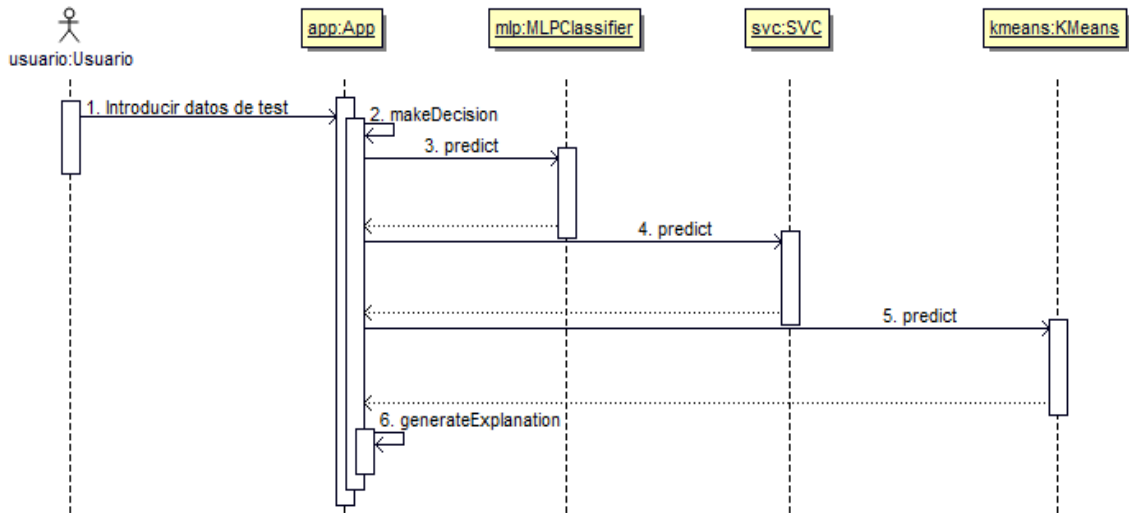 usuario:Usuario
app:App
mlp:MLPClassifier
svc:SVC
kmeans:KMeans
1. Introducir datos de test
2. makeDecision
3. predict
4. predict
5. predict
6. generateExplanation